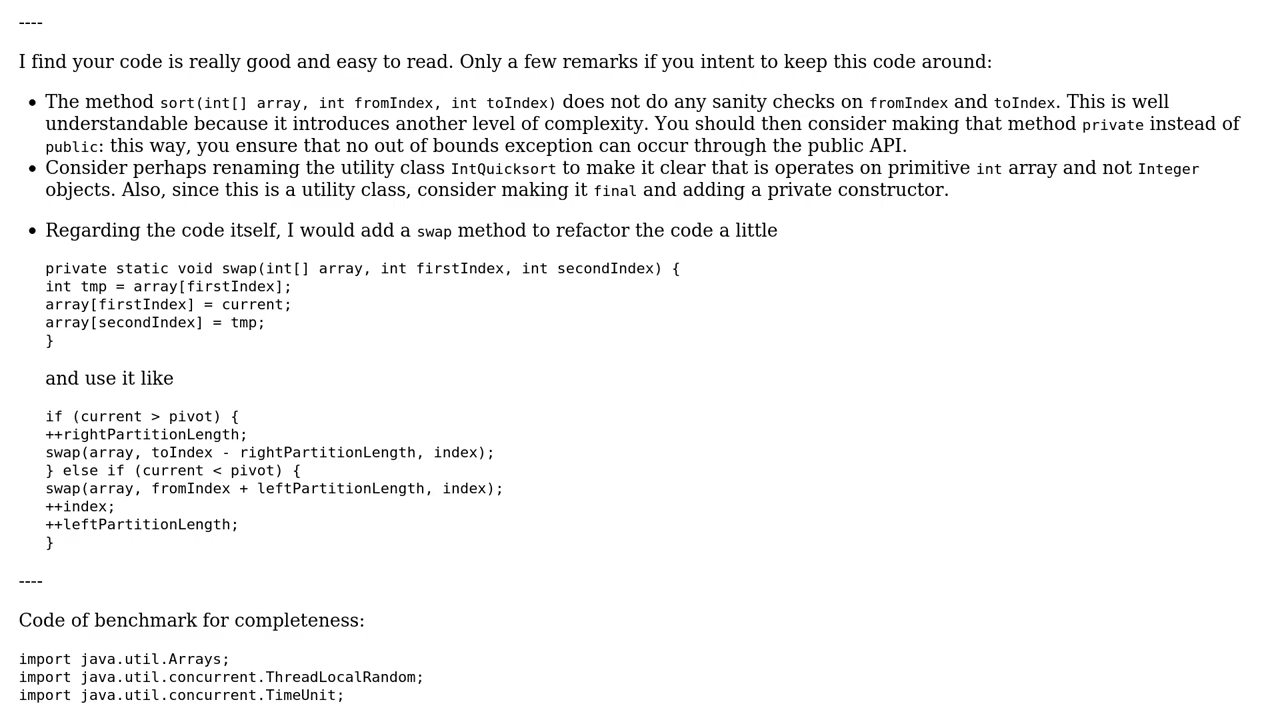 ----
I find your code is really good and easy to read. Only a few remarks if you intent to keep this code around:
• The method sort(int[] array, int fromIndex, int toIndex) does not do any sanity checks on fromIndex and toIndex. This is well
understandable because it introduces another level of complexity. You should then consider making that method private instead of
public: this way, you ensure that no out of bounds exception can occur through the public API.
• Consider perhaps renaming the utility class IntQuicksort to make it clear that is operates on primitive int array and not Integer
objects. Also, since this is a utility class, consider making it final and adding a private constructor.
• Regarding the code itself, I would add a swap method to refactor the code a little
private static void swap(int[] array, int firstIndex, int secondIndex) {
int tmp = array[firstIndex];
array[firstIndex] = current;
array[secondIndex] = tmp;
}
and use it like
if (current > pivot) {
++rightPartitionLength;
swap(array, toIndex - rightPartitionLength, index);
} else if (current < pivot) {
swap(array, fromIndex + leftPartitionLength, index);
++index;
++leftPartitionLength;
}
----
Code of benchmark for completeness:
import java.util.Arrays;
import java.util.concurrent.ThreadLocalRandom;
import java.util.concurrent.TimeUnit;